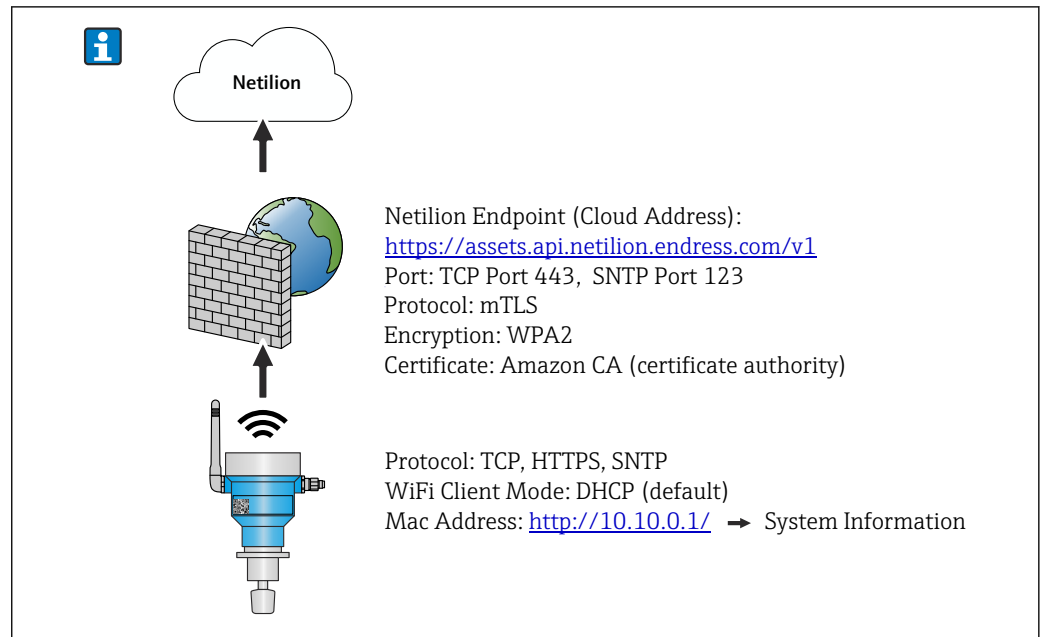 Netilion
Netilion Endpoint (Cloud Address):
https://assets.api.netilion.endress.com/v1
Port: TCP Port 443, SNTP Port 123
Protocol: mTLS
Encryption: WPA2
Certificate: Amazon CA (certificate authority)
Protocol: TCP, HTTPS, SNTP
WiFi Client Mode: DHCP (default)
Mac Address: http://10.10.0.1/ → System Information